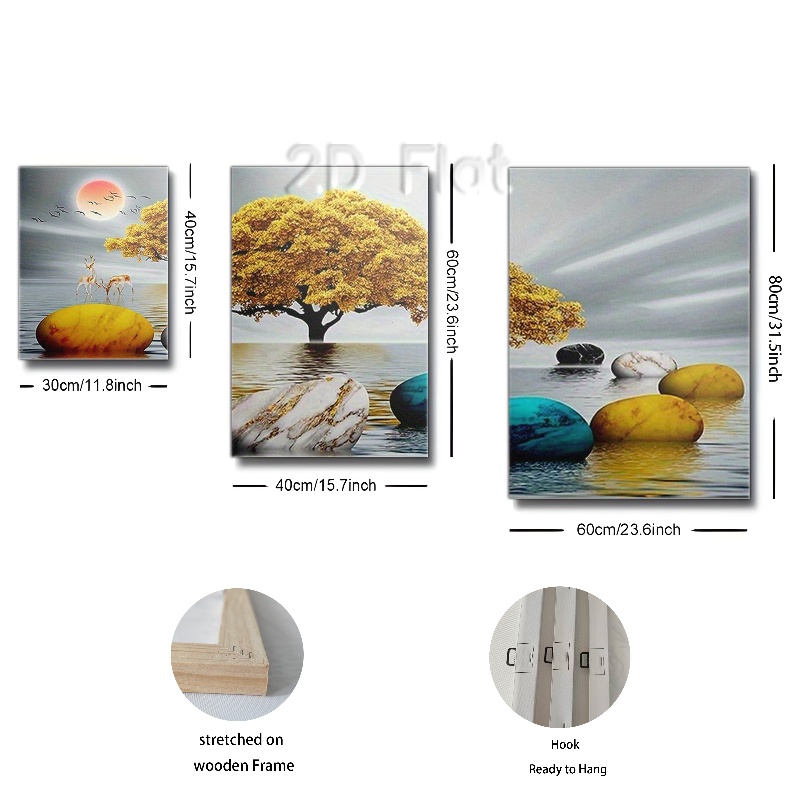 2D Flat
40cm/15.7inch
60cm/23.6inch
80cm/31.5inch
30cm/11.8inch
40cm/15.7inch
60cm/23.6inch
stretched on
wooden Frame
Hook
Ready to Hang